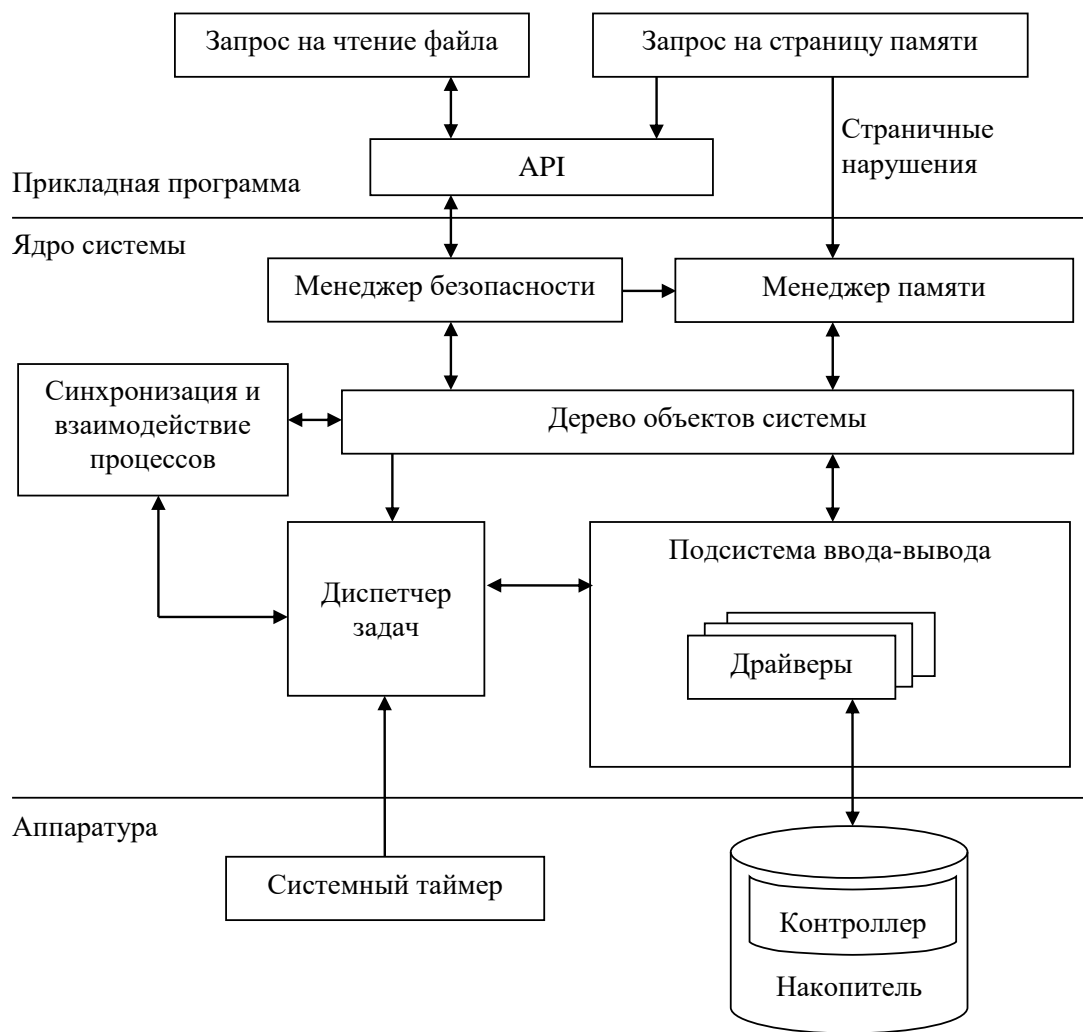 Запрос на чтение файла
Запрос на страницу памяти
Страничные
нарушения
API
Прикладная программа
Ядро системы
Менеджер безопасности
Менеджер памяти
Синхронизация и
взаимодействие
процессов
Дерево объектов системы
Диспетчер
задач
Подсистема ввода-вывода
Драйверы
Аппаратура
Системный таймер
Контроллер
Накопитель